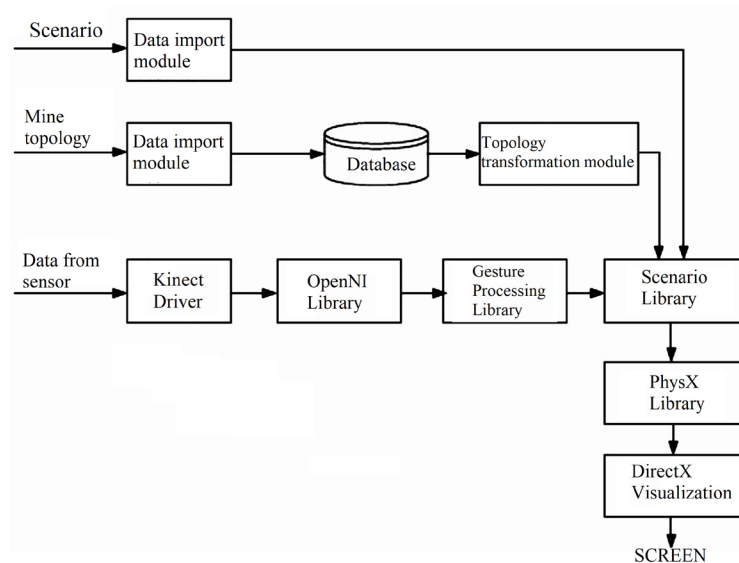 Scenario
Data import
module
Mine
topology
Data import
module
Database
Topology
transformation module
Data from
sensor
Kinect
Driver
OpenNI
Library
Gesture
Processing
Library
Scenario
Library
PhysX
Library
DirectX
Visualization
SCREEN